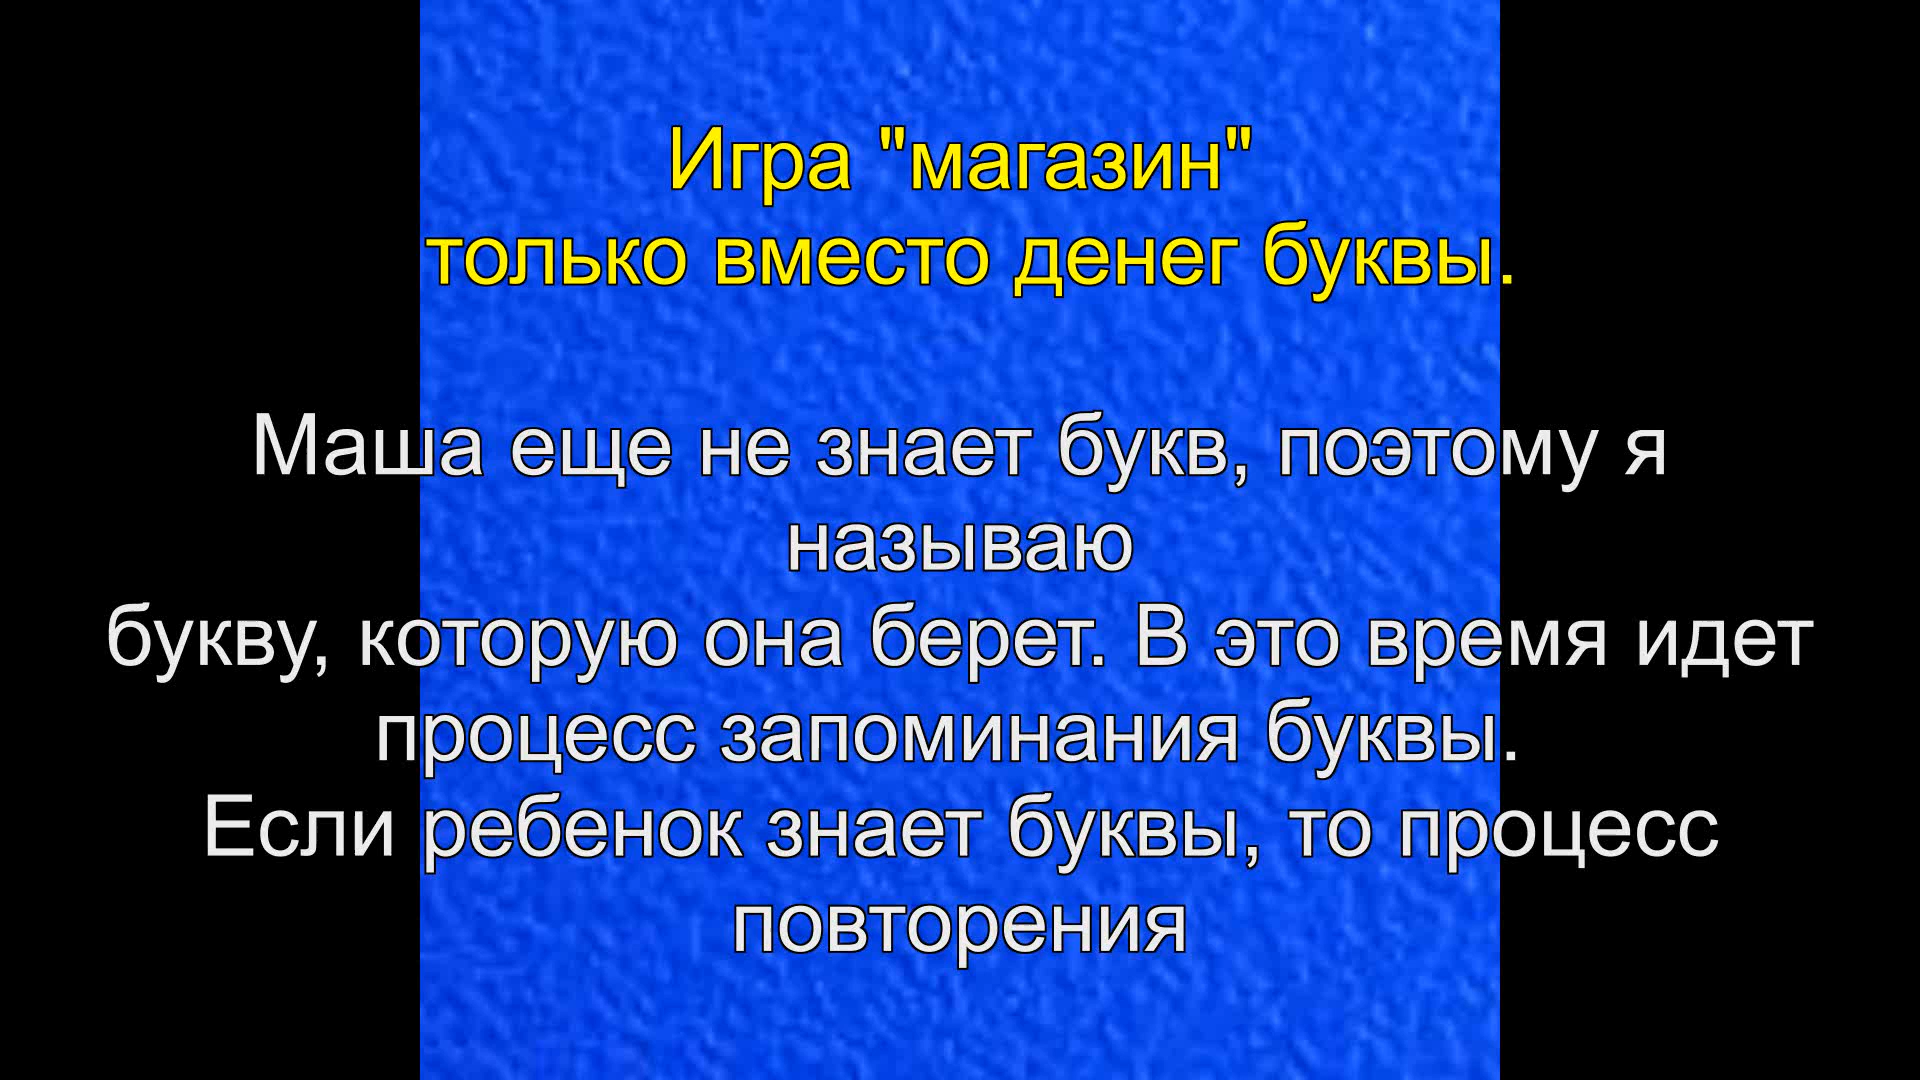 Игра "магазин"
только вместо денег буквы.
Маша еще не знает букв, поэтому я
называю
букву, которую она берет. В это время идет
процесс запоминания буквы.
Если ребенок знает буквы, то процесс
повторения